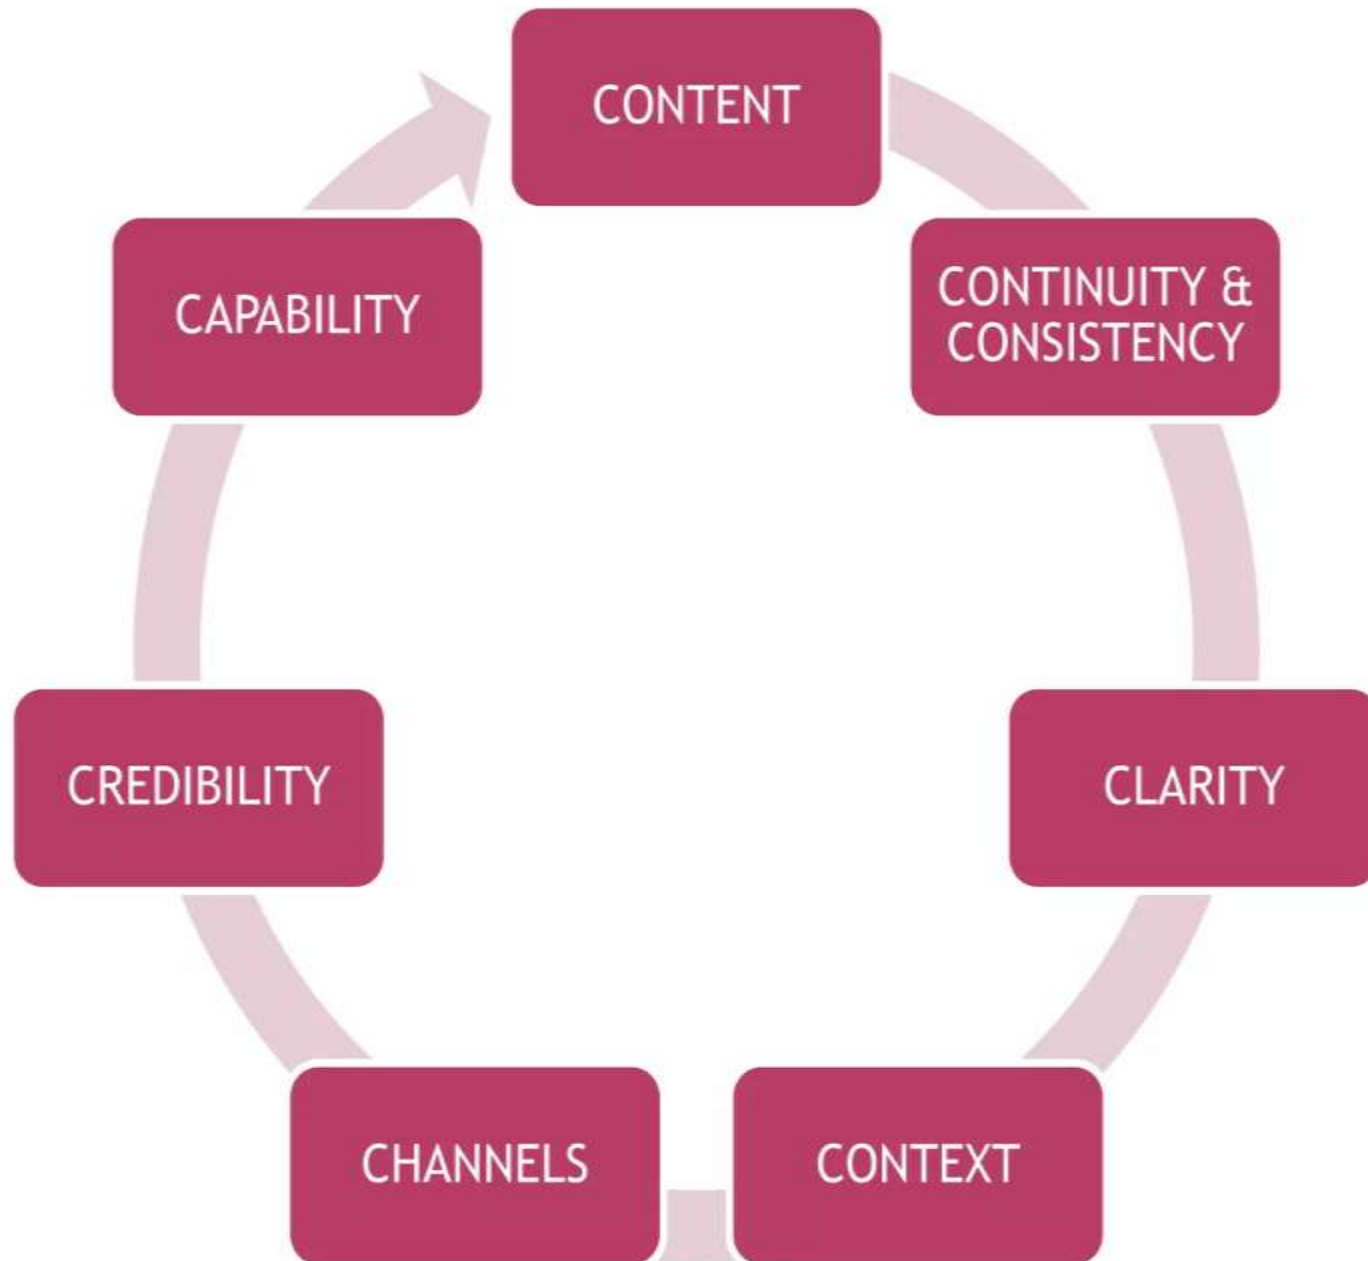 CONTENT
CONTINUITY &
CONSISTENCY
CLARITY
CONTEXT
CHANNELS
CREDIBILITY
CAPABILITY